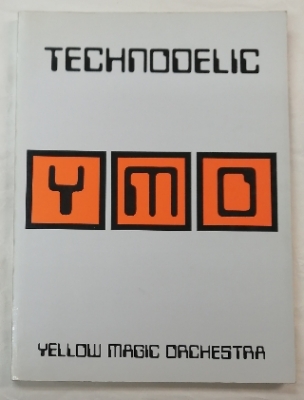 TECHNODELIC
YMO
YELLOW MAGIC ORCHESTRA